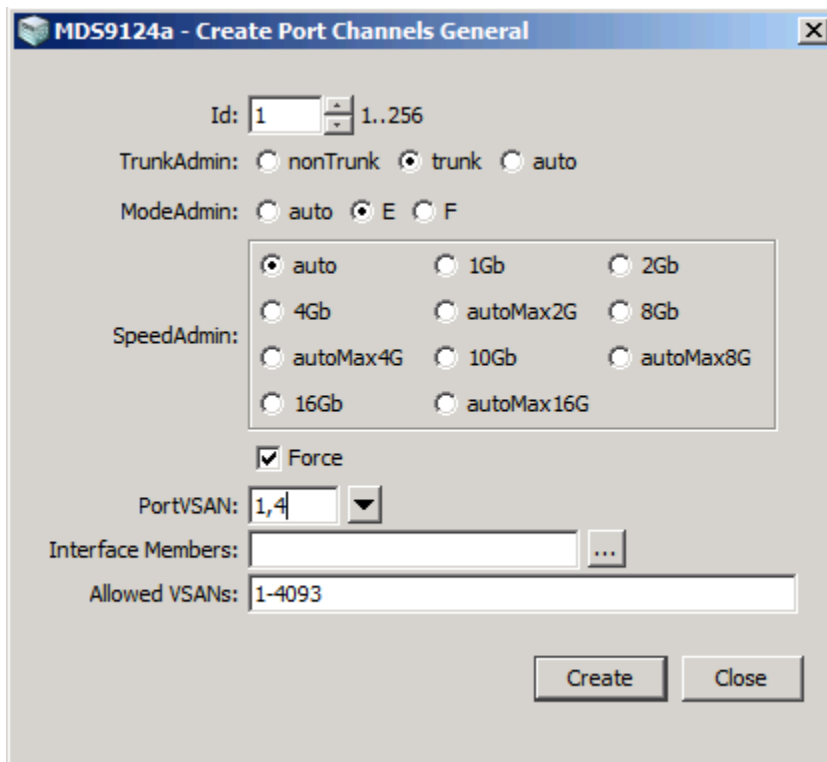 MDS9124a - Create Port Channels General
Id: 1 1..256
TrunkAdmin: nonTrunk trunk auto
ModeAdmin: auto E F
auto 1Gb 2Gb
4Gb autoMax2G 8Gb
SpeedAdmin:
autoMax4G 10Gb autoMax8G
16Gb autoMax16G
Force
PortVSAN: 1,4
Interface Members: ...
Allowed VSANs: 1-4093
Create Close